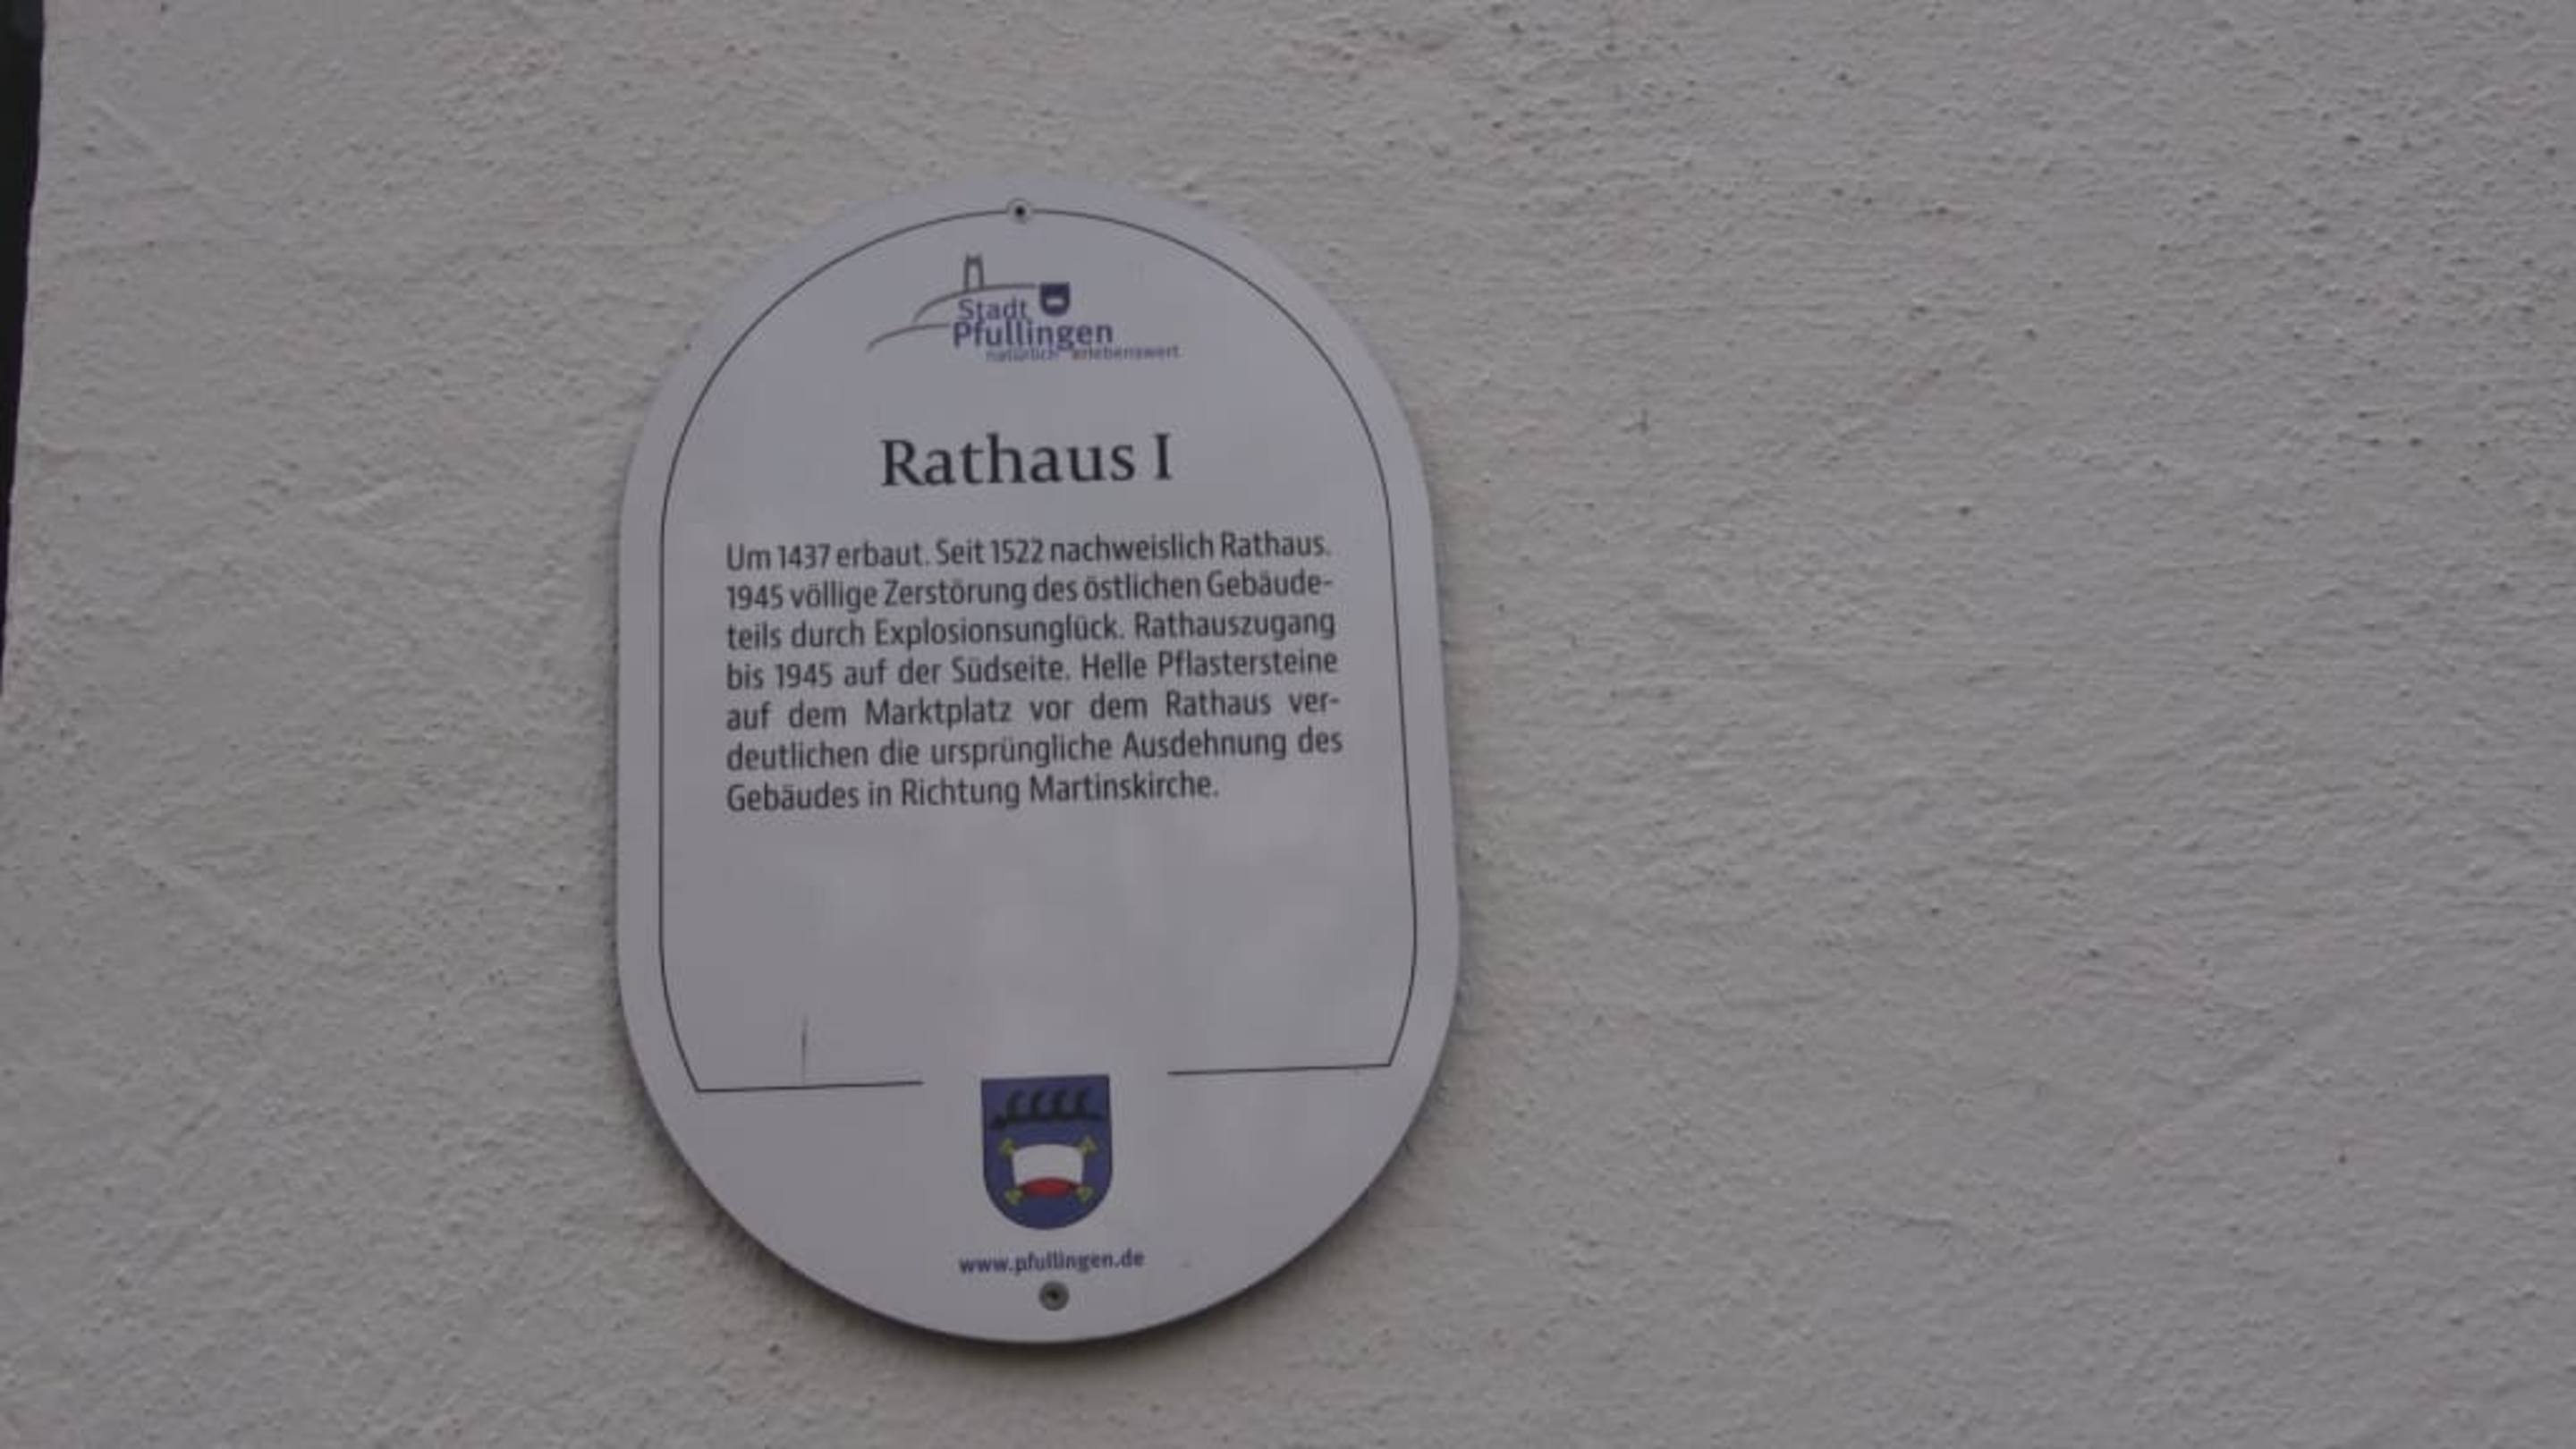 Stadt
Pfullingen
natürlich erlebenswert
Rathaus I
Um 1437 erbaut. Seit 1522 nachweislich Rathaus.
1945 völlige Zerstörung des östlichen Gebäude-
teils durch Explosionsunglück. Rathauszugang
bis 1945 auf der Südseite. Helle Pflastersteine
auf dem Marktplatz vor dem Rathaus ver-
deutlichen die ursprüngliche Ausdehnung des
Gebäudes in Richtung Martinskirche.
www.pfullingen.de